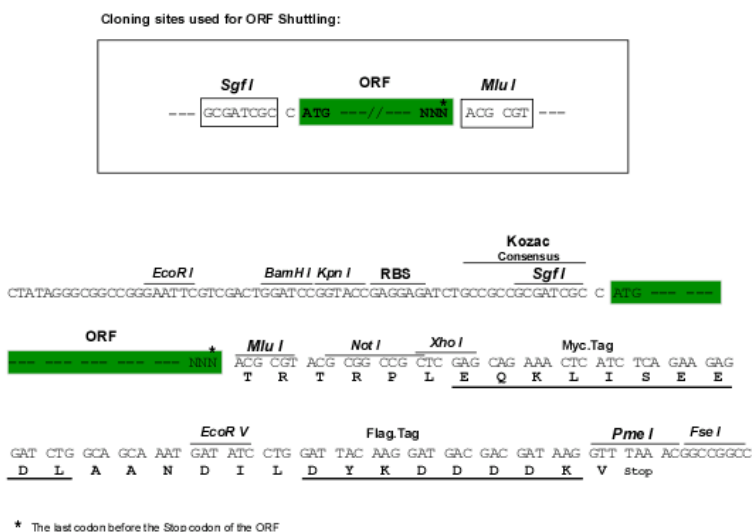 Cloning sites used for ORF Shuttling:
Sgf I ORF Mlu I
--- GCGATCGC C ATG ---//--- NNN* ACG CGT ---
Kozac
Consensus
EcoR I BamH I Kpn I RBS Sgf I
CTATAGGGCGGCCGGGAATTCGTCGACTGGATCCGGTACCGAGGAGATCTGCCGCCGCGATCGC C ATG --- ---
ORF
Mlu I Not I Xho I Myc.Tag
--- --- --- --- --- --- NNN* ACG CGT ACG CGG CCG CTC GAG CAG AAA CTC ATC TCA GAA GAG
T R T R P L E Q K L I S E E
EcoR V Flag.Tag Pme I Fse I
GAT CTG GCA GCA AAT GAT ATC CTG GAT TAC AAG GAT GAC GAC GAT AAG GTT TAA ACGGCCGGCC
D L A A N D I L D Y K D D D D K V Stop
* The last codon before the Stop codon of the ORF